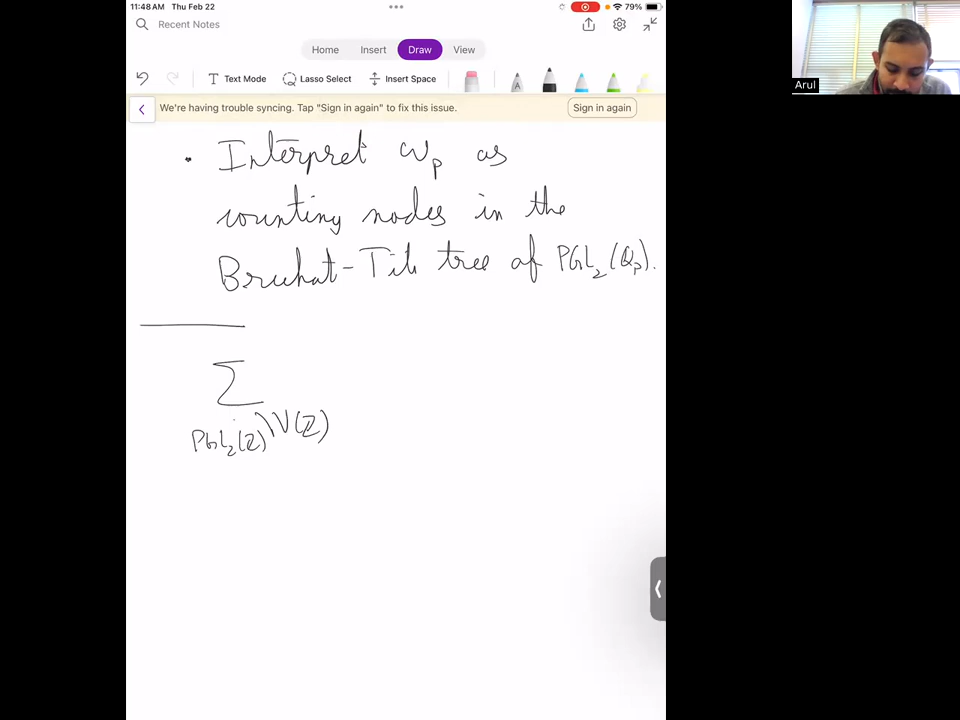 11:48 AM Thu Feb 22
79%
Recent Notes
Home Insert Draw View
Text Mode Lasso Select Insert Space
We're having trouble syncing. Tap "Sign in again" to fix this issue. Sign in again
Arul
• Interpret ω_p as
counting nodes in the
Bruhat-Tits tree of PGL_2(Q_p).
Σ
PGL_2(Z)\V(Z)